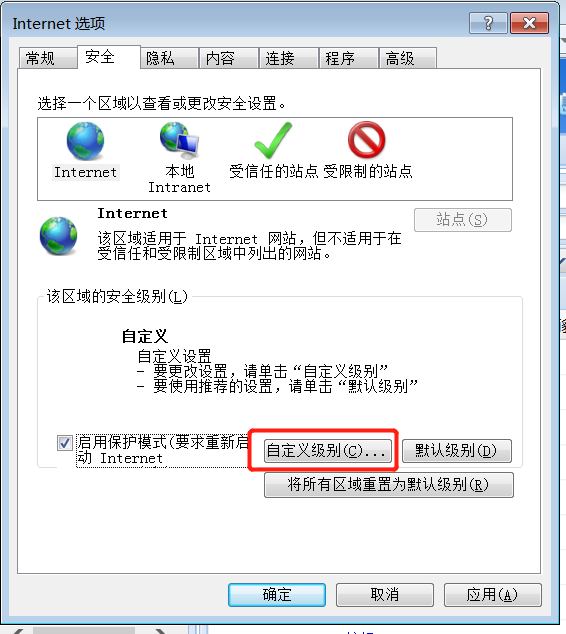 Internet 选项
常规 安全 隐私 内容 连接 程序 高级
选择一个区域以查看或更改安全设置。
Internet 本地 受信任的站点 受限制的站点
Intranet
Internet
站点(S)
该区域适用于 Internet 网站，但不适用于在
受信任和受限制区域中列出的网站。
该区域的安全级别(L)
自定义
自定义设置
- 要更改设置，请单击“自定义级别”
- 要使用推荐的设置，请单击“默认级别”
启用保护模式(要求重新启
动 Internet
自定义级别(C)... 默认级别(D)
将所有区域重置为默认级别(R)
确定 取消 应用(A)